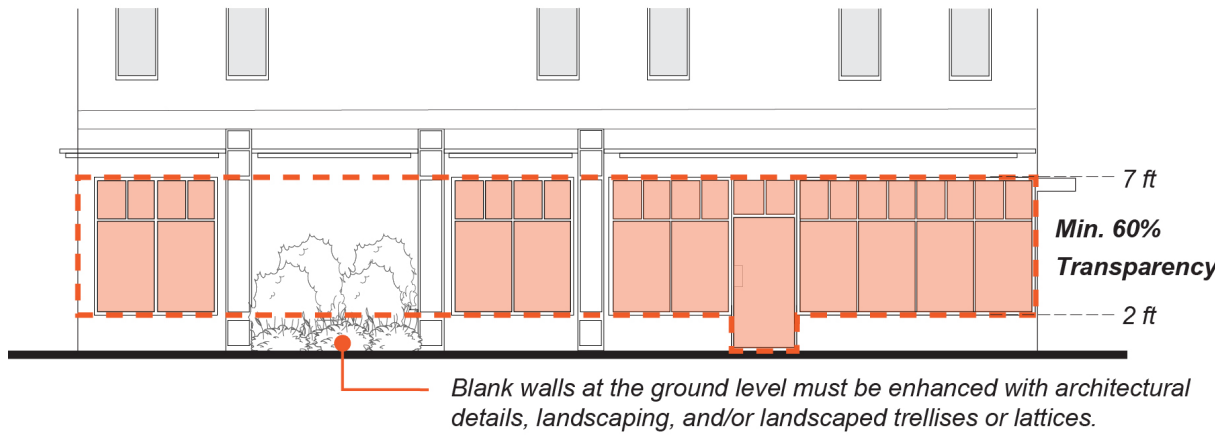 7 ft
Min. 60%
Transparency
2 ft
Blank walls at the ground level must be enhanced with architectural
details, landscaping, and/or landscaped trellises or lattices.